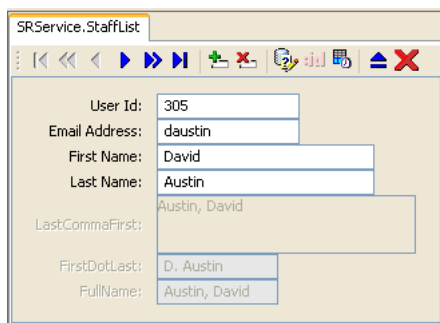 SRService.StaffList
:id
User Id: 305
Email Address: daustin
First Name: David
Last Name: Austin
LastCommaFirst: Austin, David
FirstDotLast: D. Austin
FullName: Austin, David